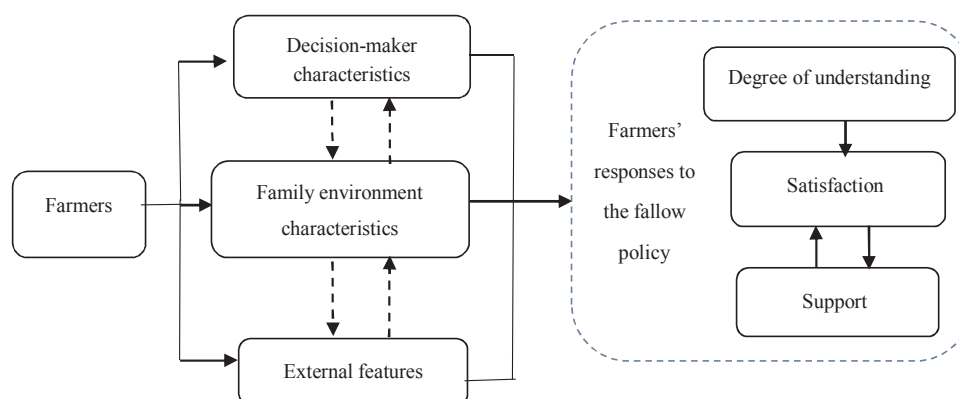 Farmers
Decision-maker
characteristics
Family environment
characteristics
External features
Farmers’
responses to
the fallow
policy
Degree of understanding
Satisfaction
Support